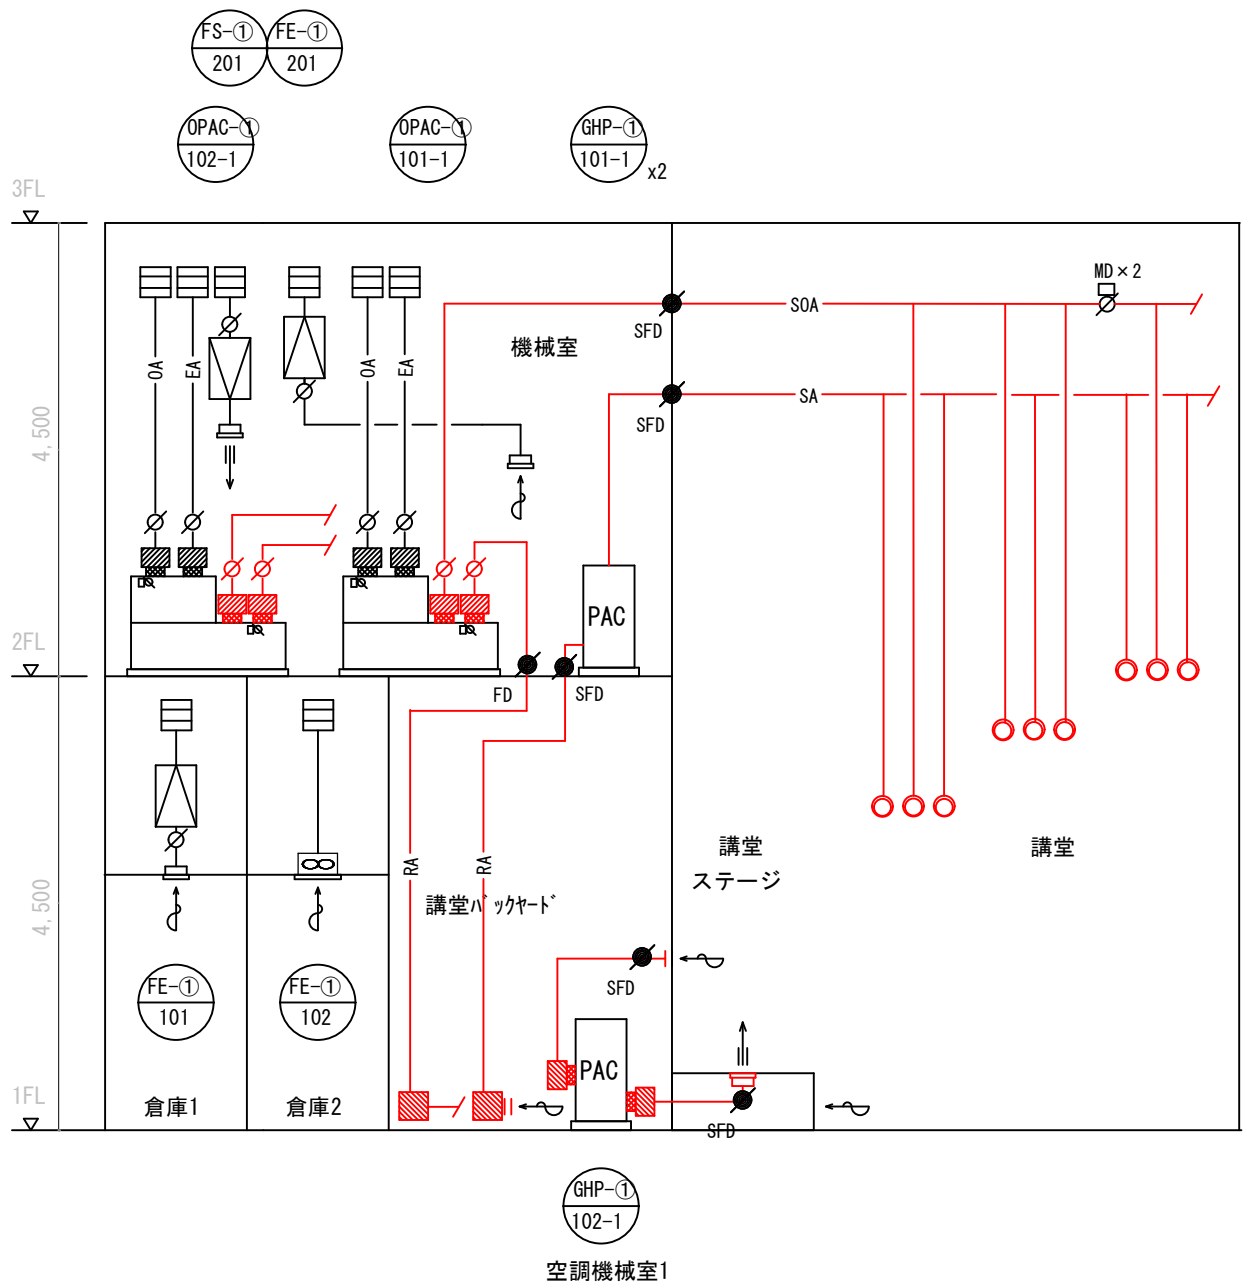 FS-①
201
FE-①
201
OPAC-①
102-1
OPAC-①
101-1
GHP-①
101-1
x2
3FL
MD×2
SFD
SOA
機械室
OA
EA
OA
EA
SFD
SA
4,500
PAC
2FL
FD
SFD
RA
RA
講堂
ステージ
講堂
講堂バックヤード
4,500
SFD
FE-①
101
FE-①
102
PAC
1FL
倉庫1
倉庫2
SFD
GHP-①
102-1
空調機械室1